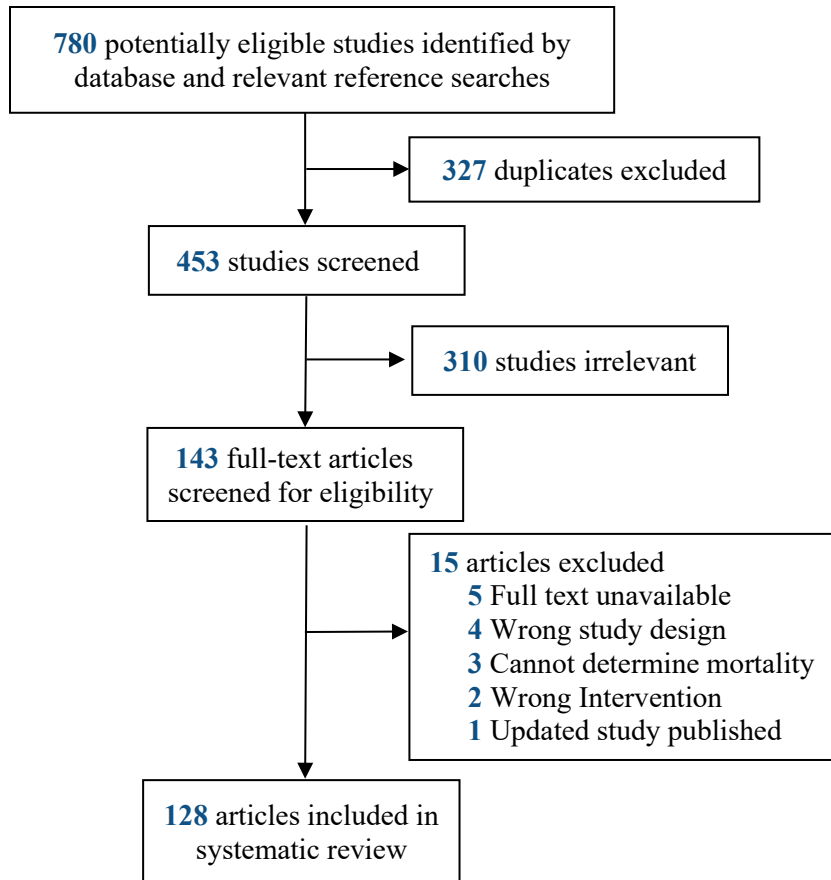 780 potentially eligible studies identified by
database and relevant reference searches
327 duplicates excluded
453 studies screened
310 studies irrelevant
143 full-text articles
screened for eligibility
15 articles excluded
5 Full text unavailable
4 Wrong study design
3 Cannot determine mortality
2 Wrong Intervention
1 Updated study published
128 articles included in
systematic review